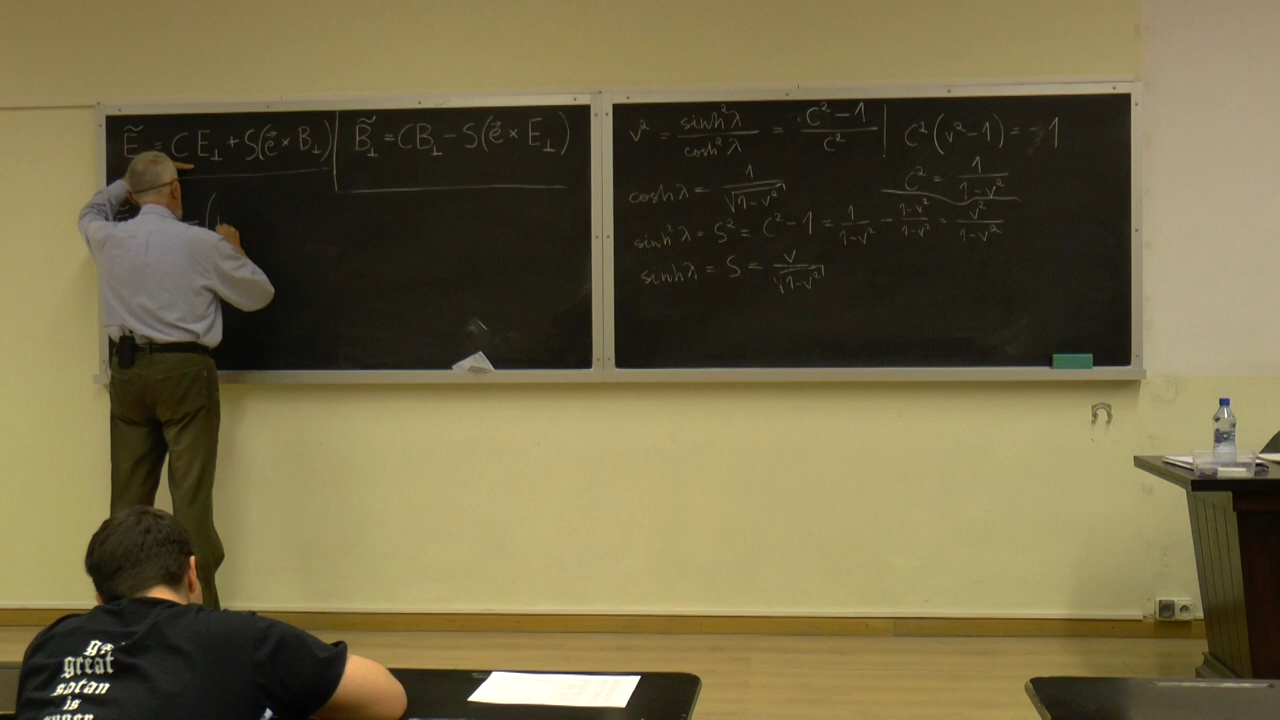 Ẽ = CE⊥ + S(e⃗ × B⊥) | B̃⊥ = CB⊥ − S(e⃗ × E⊥)
(
v² = sinh²λ / cosh²λ = C² − 1 / C² | C²(v² − 1) = −1
coshλ = 1 / √(1−v²)
C² = 1 / 1−v²
sinh²λ = S² = C² − 1 = 1 / 1−v² − 1−v² / 1−v² = v² / 1−v²
sinhλ = S = v / √(1−v²)
great
satan
is